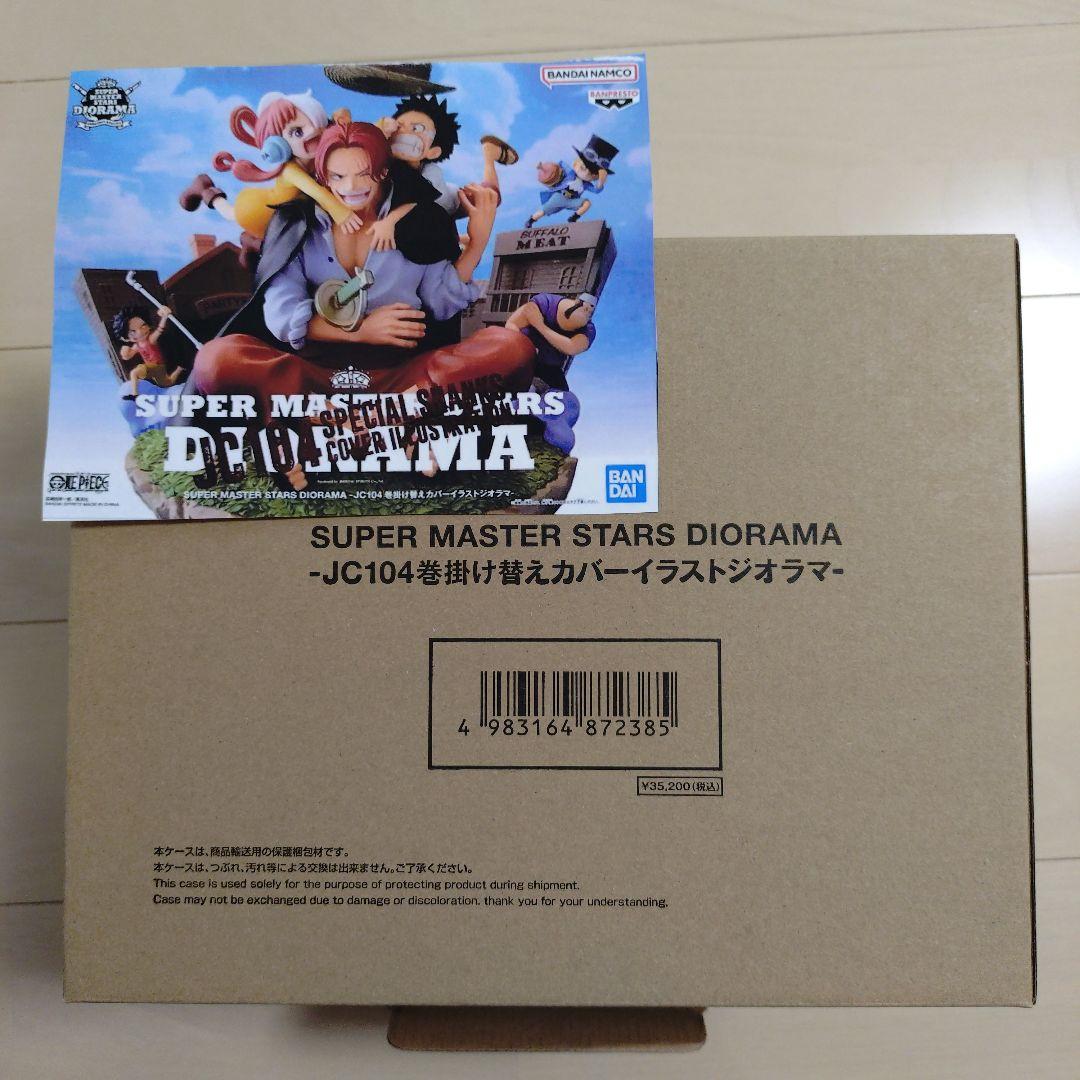 SUPER
MASTER
STARS
DIORAMA
BANDAI NAMCO
BANPRESTO
BUFFALO
MEAT
PARTYS
SUPER MASTER STARS
DIORAMA
JC104
SPECIAL SHANKS
COVER ILLUSTRATION
ONE PIECE
BAN
DAI
SUPER MASTER STARS DIORAMA -JC104巻掛け替えカバーイラストジオラマ-
SUPER MASTER STARS DIORAMA
-JC104巻掛け替えカバーイラストジオラマ-
4 983164 872385
¥35,200(税込)
本ケースは、商品輸送用の保護梱包材です。
本ケースは、つぶれ、汚れ等による交換は出来ません。ご了承ください。
This case is used solely for the purpose of protecting product during shipment.
Case may not be exchanged due to damage or discoloration. thank you for your understanding.